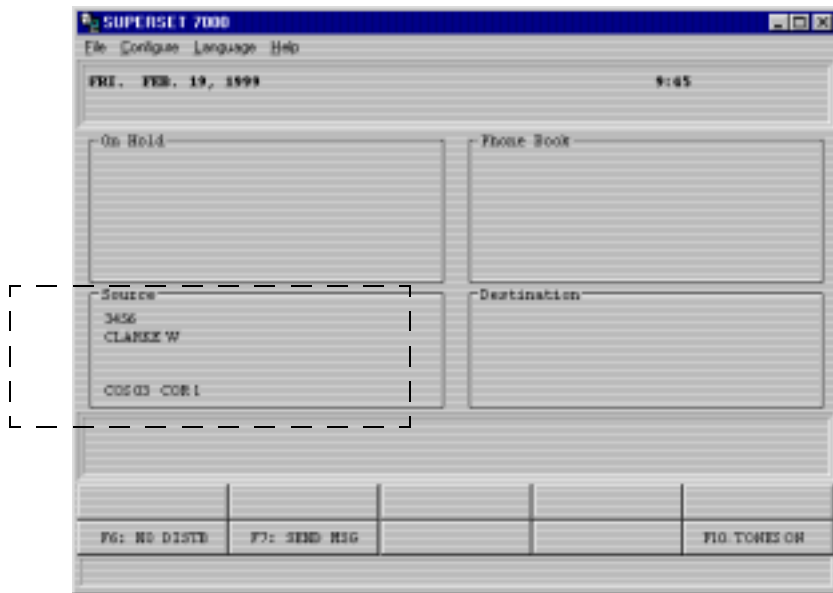 SUPERSET 7000
File Configure Language Help
FRI. FEB. 19, 1999 9:45
On Hold
Phone Book
Source
3456
CLARKE W
COS 03 COR 1
Destination
F6: NO DISTB F7: SEND MSG F10. TONES ON